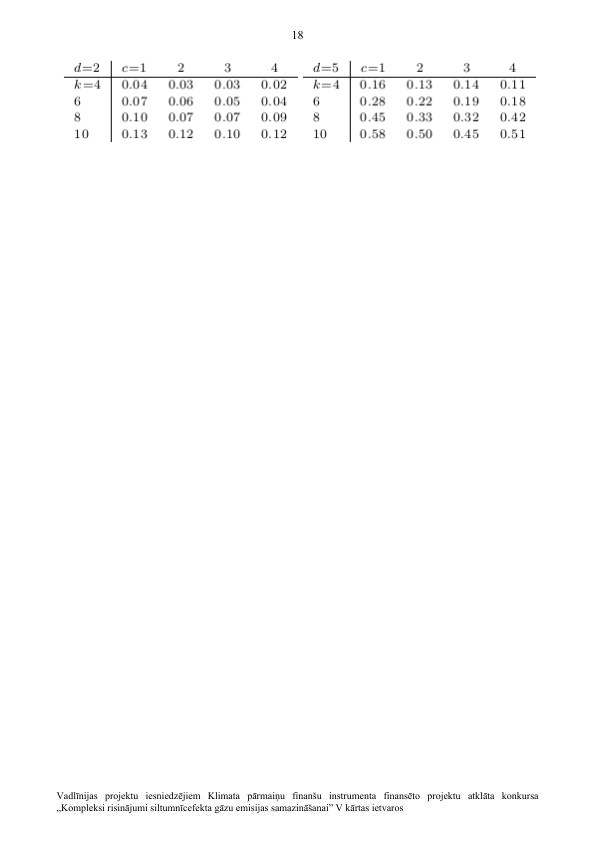 18
d=2 c=1 2 3 4 d=5 c=1 2 3 4
k=4 0.04 0.03 0.03 0.02 k=4 0.16 0.13 0.14 0.11
6 0.07 0.06 0.05 0.04 6 0.28 0.22 0.19 0.18
8 0.10 0.07 0.07 0.09 8 0.45 0.33 0.32 0.42
10 0.13 0.12 0.10 0.12 10 0.58 0.50 0.45 0.51
Vadlīnijas projektu iesniedzējiem Klimata pārmaiņu finanšu instrumenta finansēto projektu atklāta konkursa
„Kompleksi risinājumi siltumnīcefekta gāzu emisijas samazināšanai” V kārtas ietvaros